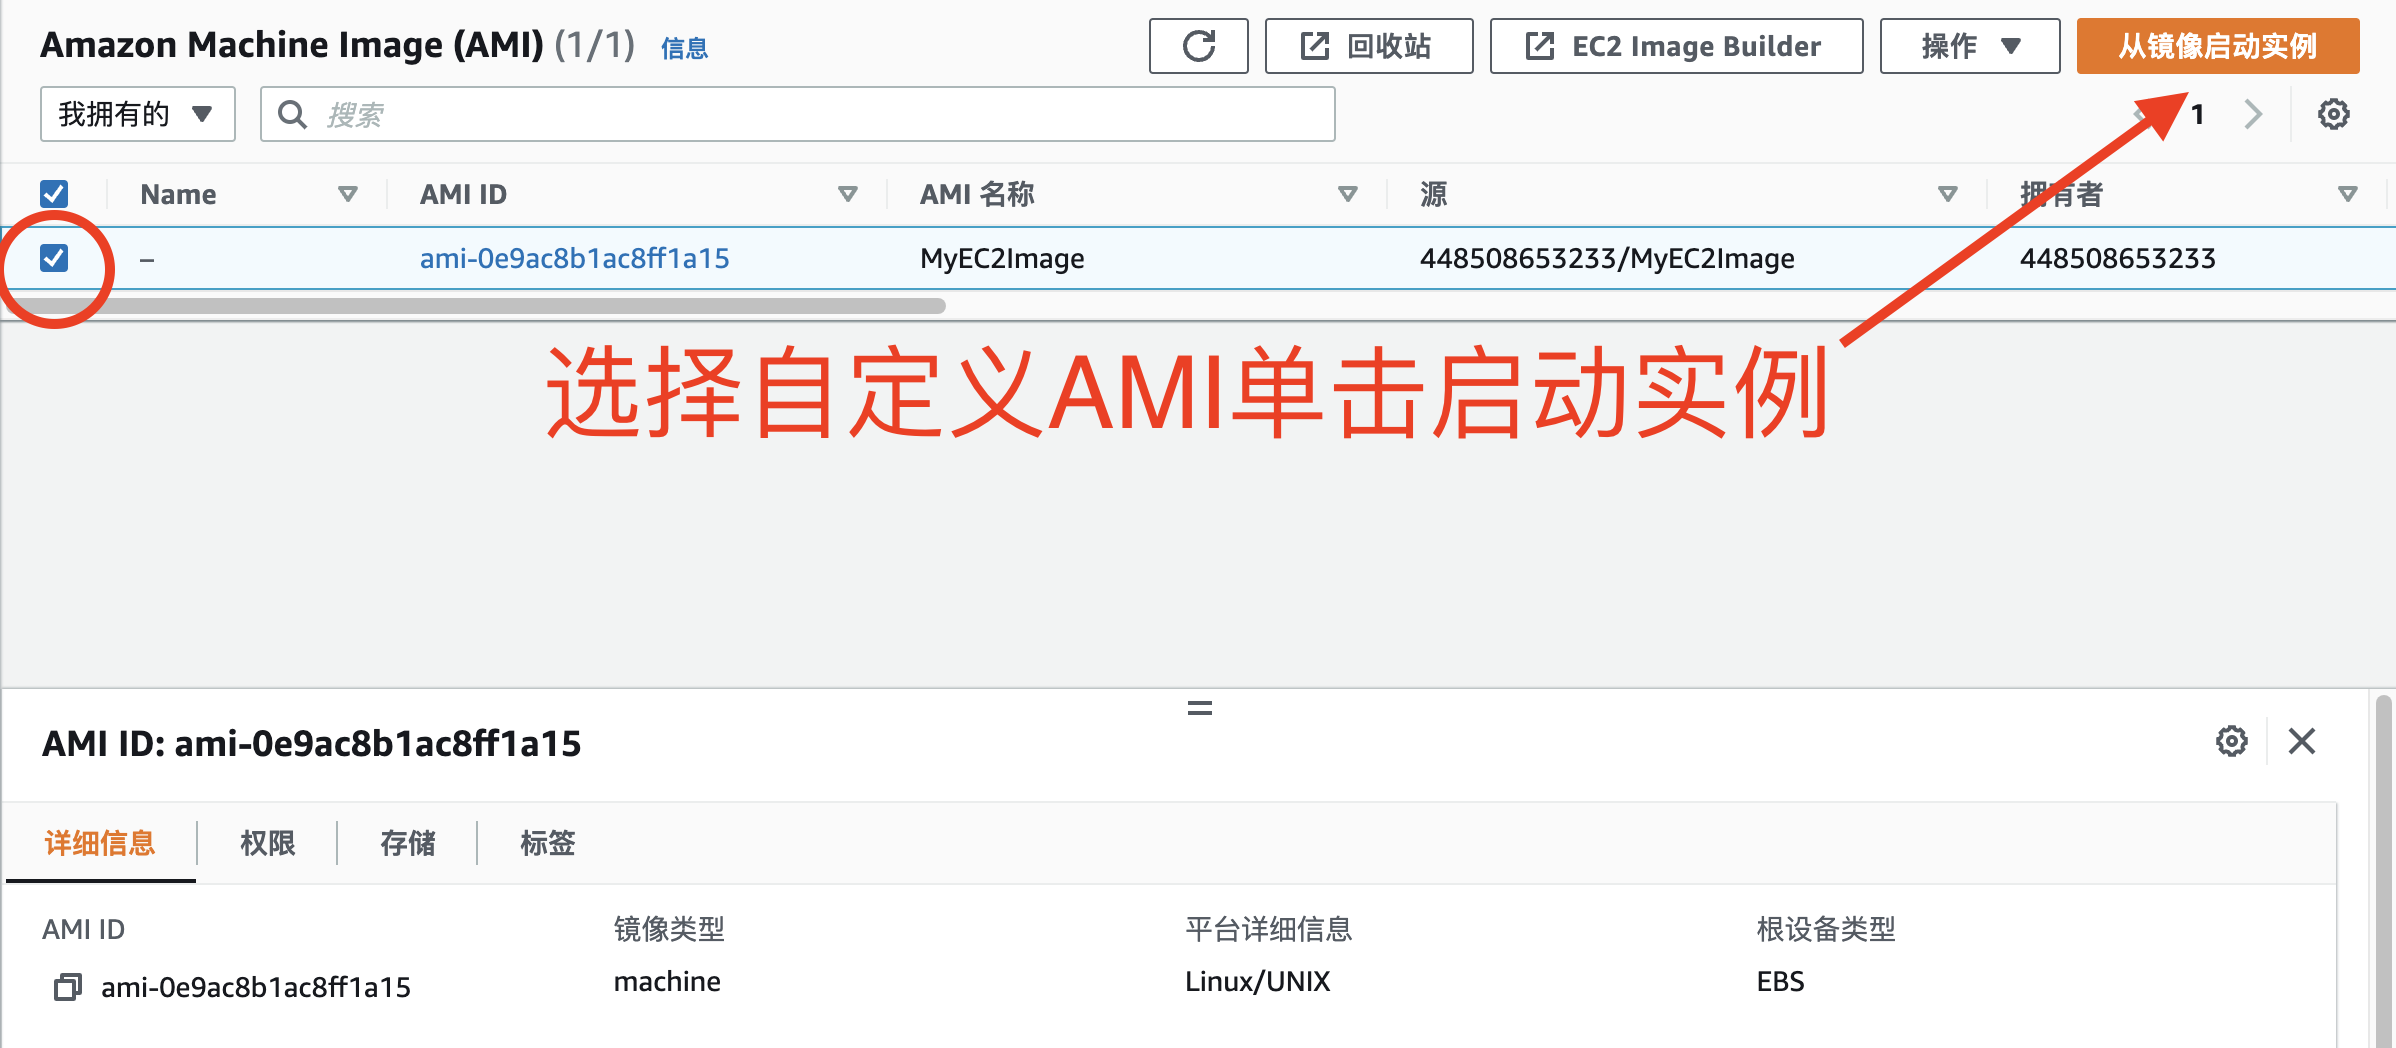 Amazon Machine Image (AMI) (1/1) 信息 回收站 EC2 Image Builder 操作 从镜像启动实例
我拥有的 搜索 1
Name AMI ID AMI 名称 源 拥有者
– ami-0e9ac8b1ac8ff1a15 MyEC2Image 448508653233/MyEC2Image 448508653233
选择自定义AMI单击启动实例
AMI ID: ami-0e9ac8b1ac8ff1a15
详细信息 权限 存储 标签
AMI ID 镜像类型 平台详细信息 根设备类型
ami-0e9ac8b1ac8ff1a15 machine Linux/UNIX EBS